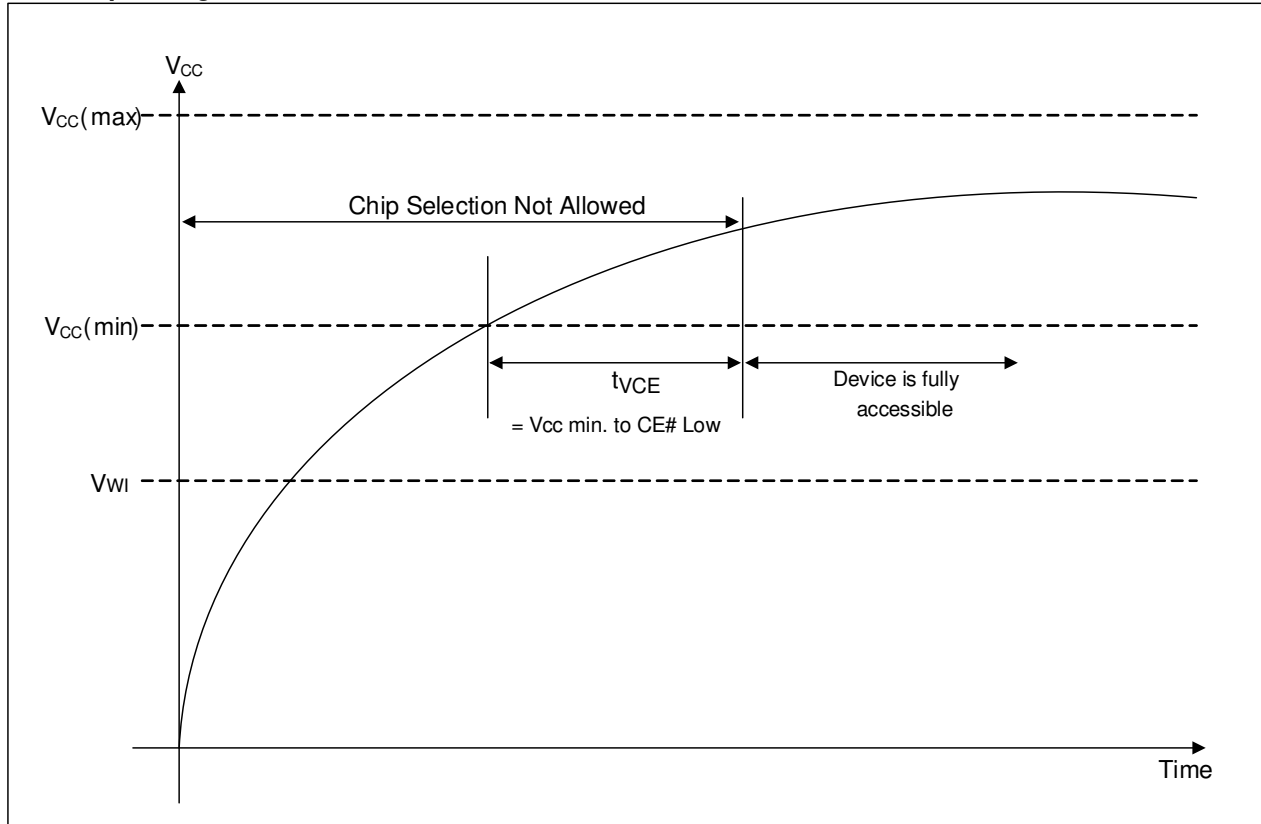 VCC
VCC(max)
Chip Selection Not Allowed
VCC(min)
tVCE
= Vcc min. to CE# Low
Device is fully
accessible
VWI
Time